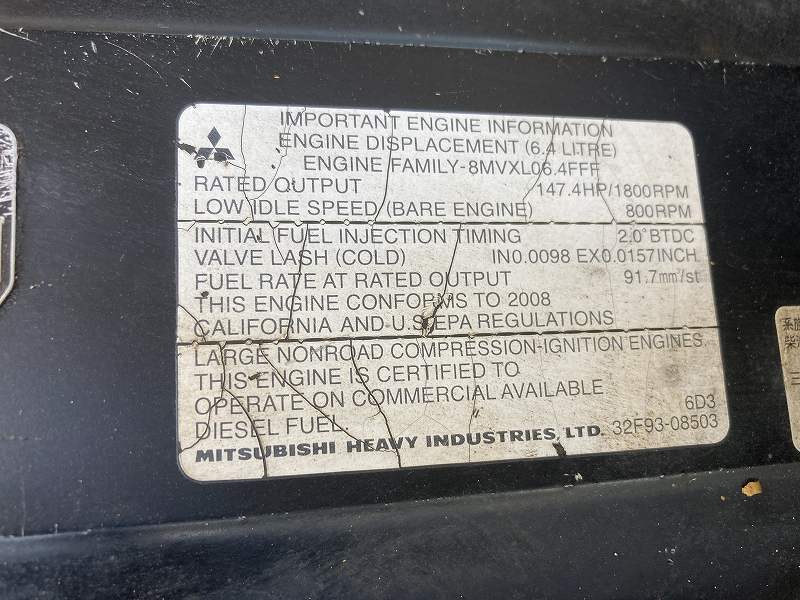 IMPORTANT ENGINE INFORMATION
ENGINE DISPLACEMENT (6.4 LITRE)
ENGINE FAMILY-8MVXL06.4FFF
RATED OUTPUT 147.4HP/1800RPM
LOW IDLE SPEED (BARE ENGINE) 800RPM
INITIAL FUEL INJECTION TIMING 2.0°BTDC
VALVE LASH (COLD) IN0.0098 EX0.0157INCH.
FUEL RATE AT RATED OUTPUT 91.7mm³/st
THIS ENGINE CONFORMS TO 2008
CALIFORNIA AND U.S.EPA REGULATIONS
LARGE NONROAD COMPRESSION-IGNITION ENGINES.
THIS ENGINE IS CERTIFIED TO
OPERATE ON COMMERCIAL AVAILABLE
DIESEL FUEL. 6D3
MITSUBISHI HEAVY INDUSTRIES, LTD. 32F93-08503